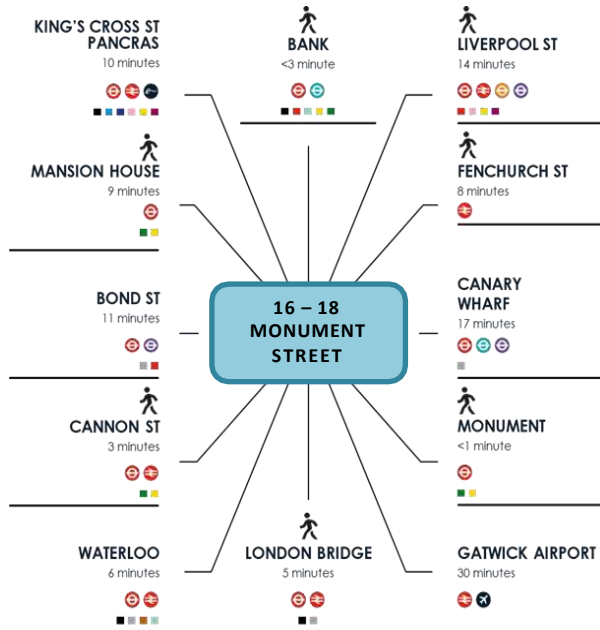 KING'S CROSS ST
PANCRAS
10 minutes
BANK
<3 minute
LIVERPOOL ST
14 minutes
MANSION HOUSE
9 minutes
FENCHURCH ST
8 minutes
BOND ST
11 minutes
16 – 18
MONUMENT
STREET
CANARY
WHARF
17 minutes
CANNON ST
3 minutes
MONUMENT
<1 minute
WATERLOO
6 minutes
LONDON BRIDGE
5 minutes
GATWICK AIRPORT
30 minutes